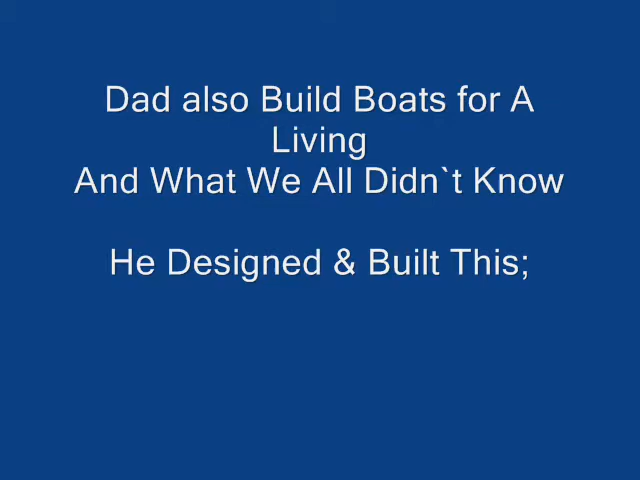 Dad also Build Boats for A
Living
And What We All Didn`t Know
He Designed & Built This;